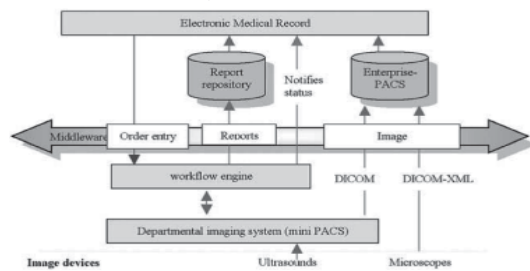 Electronic Medical Record
Report
repository
Notifies
status
Enterprise-
PACS
Middleware
Order entry
Reports
Image
workflow engine
DICOM
DICOM-XML
Departmental imaging system (mini PACS)
Image devices
Ultrasounds
Microscopes